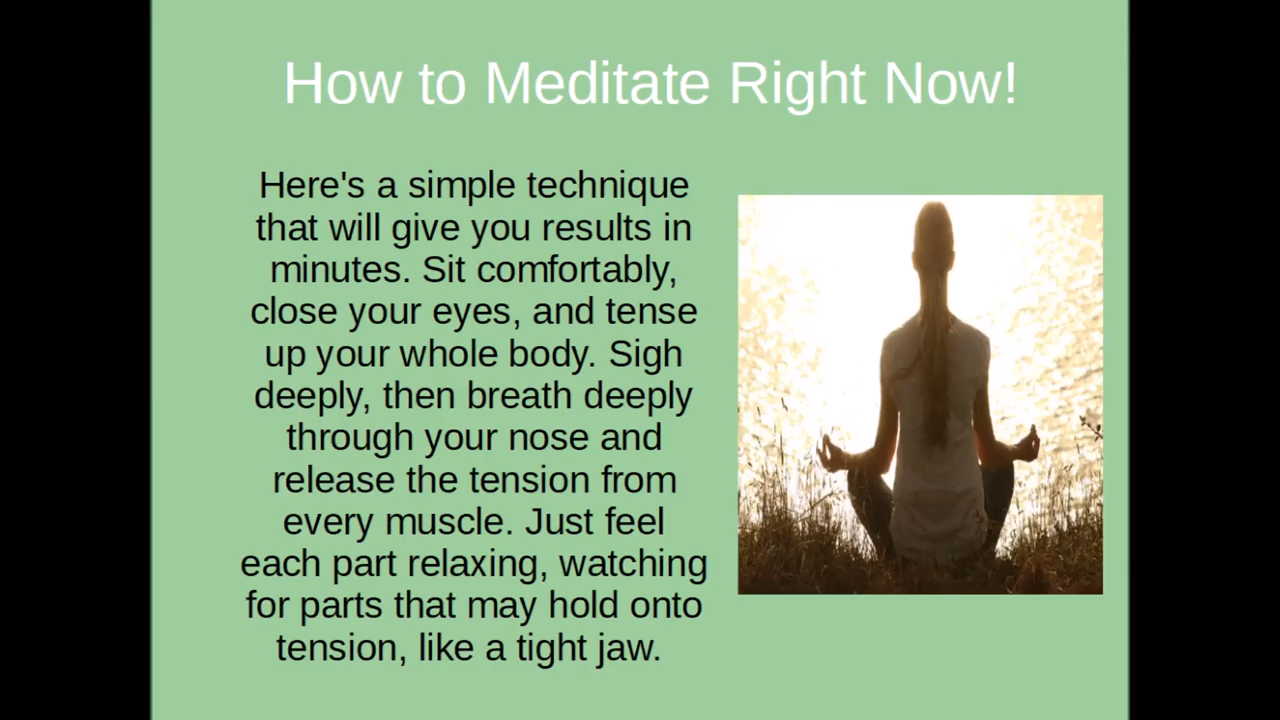 How to Meditate Right Now!
Here's a simple technique
that will give you results in
minutes. Sit comfortably,
close your eyes, and tense
up your whole body. Sigh
deeply, then breath deeply
through your nose and
release the tension from
every muscle. Just feel
each part relaxing, watching
for parts that may hold onto
tension, like a tight jaw.